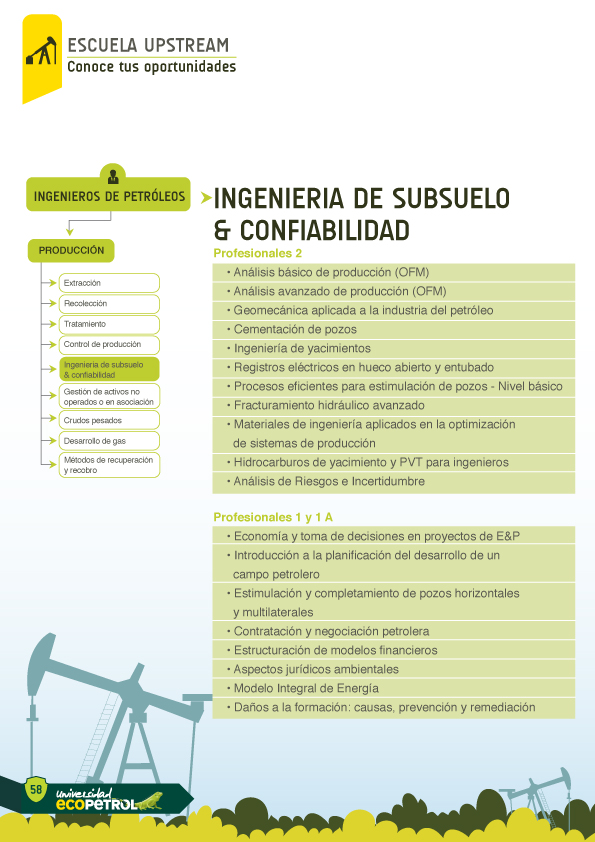 ESCUELA UPSTREAM
Conoce tus oportunidades
INGENIEROS DE PETRÓLEOS
PRODUCCIÓN
Extracción
Recolección
Tratamiento
Control de producción
Ingenieria de subsuelo
& confiabilidad
Gestión de activos no
operados o en asociación
Crudos pesados
Desarrollo de gas
Métodos de recuperación
y recobro
INGENIERIA DE SUBSUELO
& CONFIABILIDAD
Profesionales 2
• Análisis básico de producción (OFM)
• Análisis avanzado de producción (OFM)
• Geomecánica aplicada a la industria del petróleo
• Cementación de pozos
• Ingeniería de yacimientos
• Registros eléctricos en hueco abierto y entubado
• Procesos eficientes para estimulación de pozos - Nivel básico
• Fracturamiento hidráulico avanzado
• Materiales de ingeniería aplicados en la optimización
de sistemas de producción
• Hidrocarburos de yacimiento y PVT para ingenieros
• Análisis de Riesgos e Incertidumbre
Profesionales 1 y 1 A
• Economía y toma de decisiones en proyectos de E&P
• Introducción a la planificación del desarrollo de un
campo petrolero
• Estimulación y completamiento de pozos horizontales
y multilaterales
• Contratación y negociación petrolera
• Estructuración de modelos financieros
• Aspectos jurídicos ambientales
• Modelo Integral de Energía
• Daños a la formación: causas, prevención y remediación
58
universidad
ECOPETROL